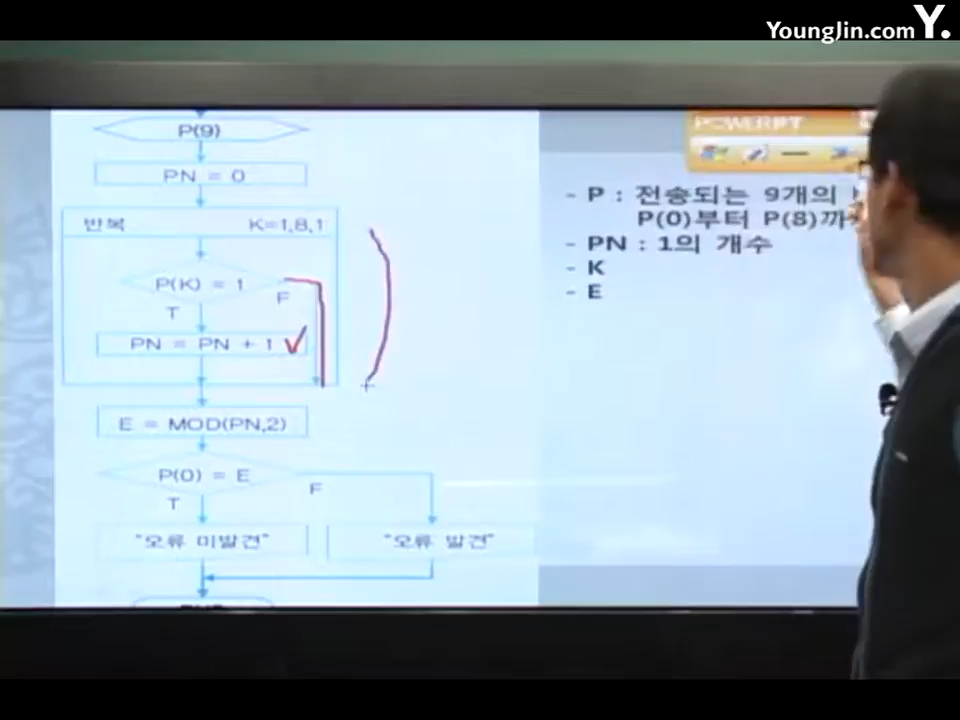 YoungJin.com Y.
P(9)
PN = 0
반복 K=1,8,1
P(K) = 1
F
T
PN = PN + 1
E = MOD(PN,2)
P(0) = E
F
T
"오류 미발견"
"오류 발견"
POWERPT
- P : 전송되는 9개의
P(0)부터 P(8)까
- PN : 1의 개수
- K
- E